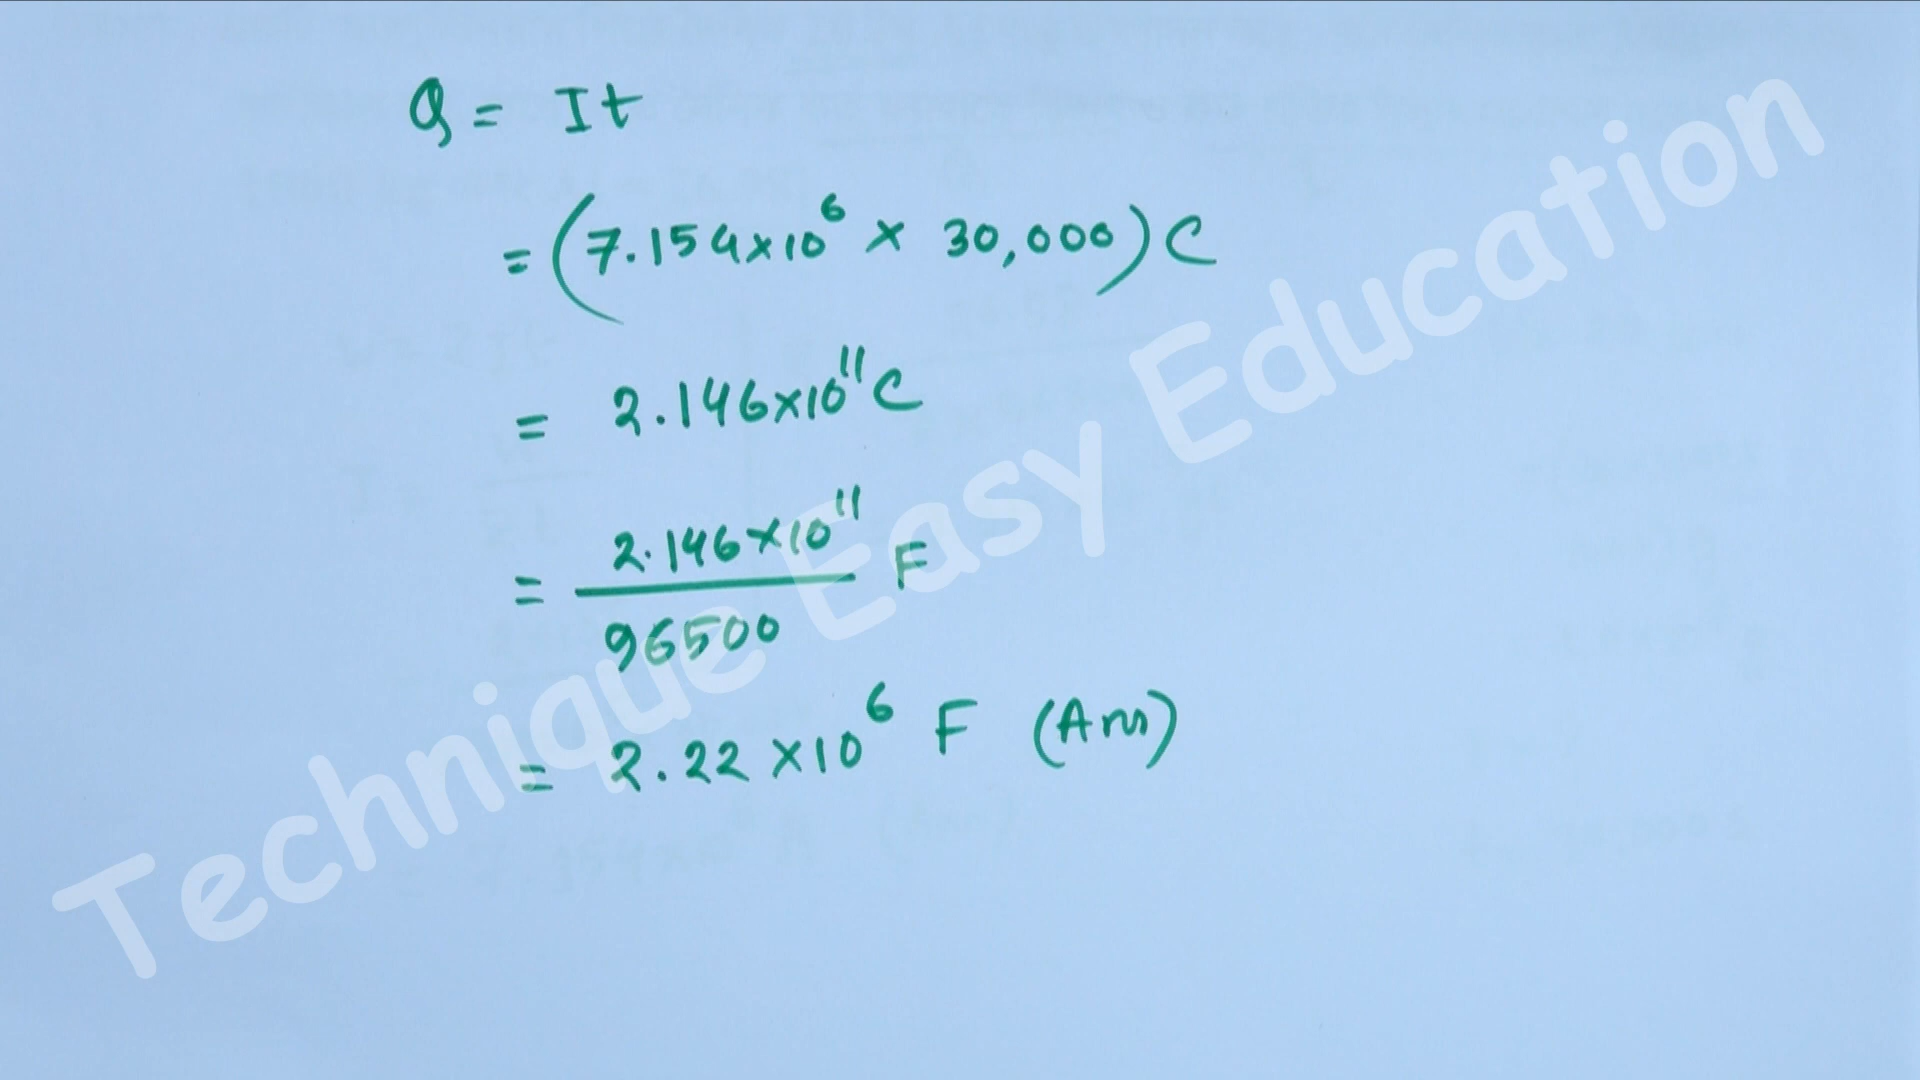 Q = It
= (7.154×10⁶ × 30,000) C
= 2.146×10¹¹ C
= 2.146×10¹¹ / 96500 F
= 2.22 ×10⁶ F (Ans)
Technique Easy Education